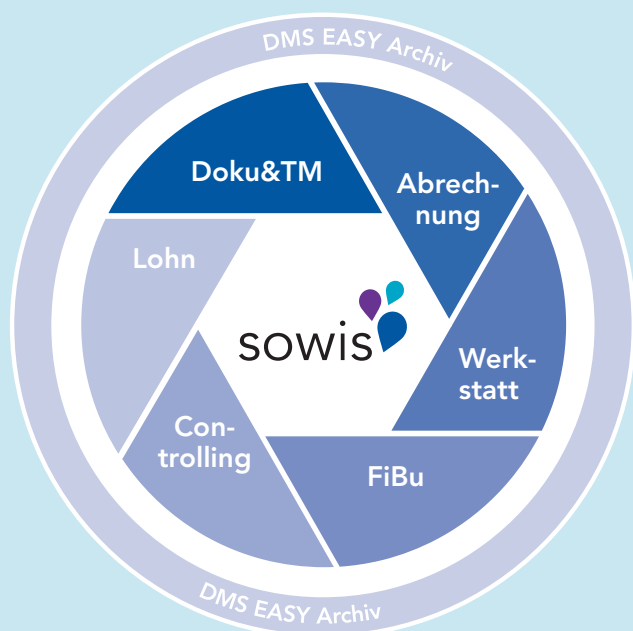 DMS EASY Archiv
Doku&TM
Abrech-
nung
Lohn
sowis
Werk-
statt
Con-
trolling
FiBu
DMS EASY Archiv